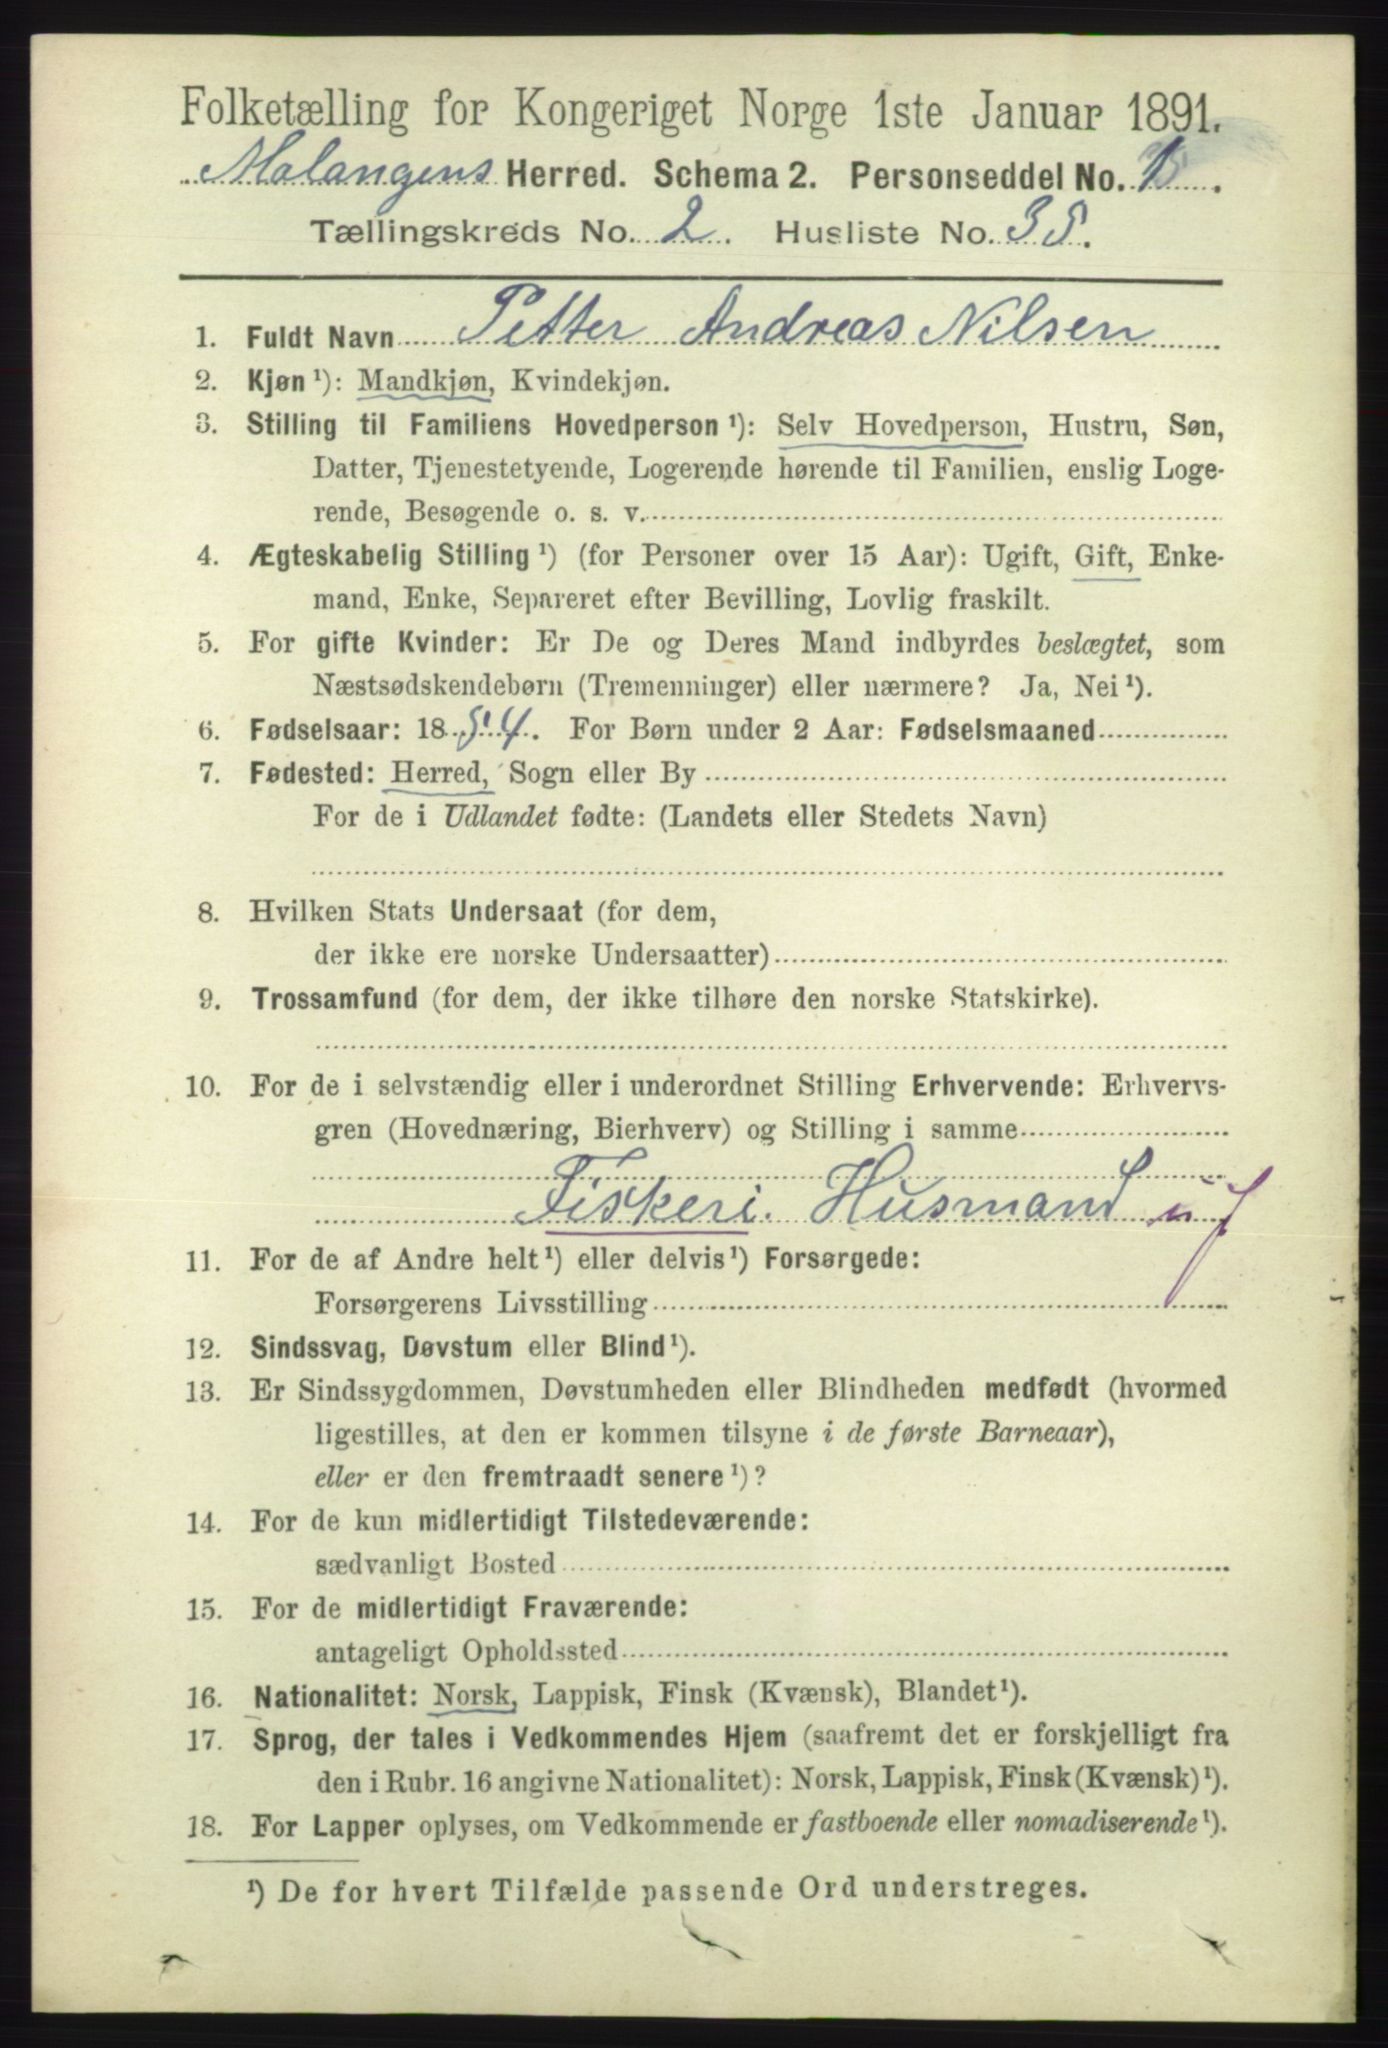 Folketælling for Kongeriget Norge 1ste Januar 1891.
Malangens Herred. Schema 2. Personseddel No. 1.
Tællingskreds No. 2. Husliste No. 35.
1. Fuldt Navn Petter Andreas Nilsen
2. Kjøn ¹): Mandkjøn, Kvindekjøn.
3. Stilling til Familiens Hovedperson ¹): Selv Hovedperson, Hustru, Søn,
Datter, Tjenestetyende, Logerende hørende til Familien, enslig Loge-
rende, Besøgende o. s. v.
4. Ægteskabelig Stilling ¹) (for Personer over 15 Aar): Ugift, Gift, Enke-
mand, Enke, Separeret efter Bevilling, Lovlig fraskilt.
5. For gifte Kvinder: Er De og Deres Mand indbyrdes beslægtet, som
Næstsødskendebørn (Tremenninger) eller nærmere? Ja, Nei ¹).
6. Fødselsaar: 1854. For Børn under 2 Aar: Fødselsmaaned
7. Fødested: Herred, Sogn eller By
For de i Udlandet fødte: (Landets eller Stedets Navn)
8. Hvilken Stats Undersaat (for dem,
der ikke ere norske Undersaatter)
9. Trossamfund (for dem, der ikke tilhøre den norske Statskirke).
10. For de i selvstændig eller i underordnet Stilling Erhvervende: Erhvervs-
gren (Hovednæring, Bierhverv) og Stilling i samme
Fiskeri. Husmand u J
11. For de af Andre helt ¹) eller delvis ¹) Forsørgede:
Forsørgerens Livsstilling
12. Sindssvag, Døvstum eller Blind ¹).
13. Er Sindssygdommen, Døvstumheden eller Blindheden medfødt (hvormed
ligestilles, at den er kommen tilsyne i de første Barneaar),
eller er den fremtraadt senere ¹)?
14. For de kun midlertidigt Tilstedeværende:
sædvanligt Bosted
15. For de midlertidigt Fraværende:
antageligt Opholdssted
16. Nationalitet: Norsk, Lappisk, Finsk (Kvænsk), Blandet ¹).
17. Sprog, der tales i Vedkommendes Hjem (saafremt det er forskjelligt fra
den i Rubr. 16 angivne Nationalitet): Norsk, Lappisk, Finsk (Kvænsk) ¹).
18. For Lapper oplyses, om Vedkommende er fastboende eller nomadiserende ¹).
¹) De for hvert Tilfælde passende Ord understreges.